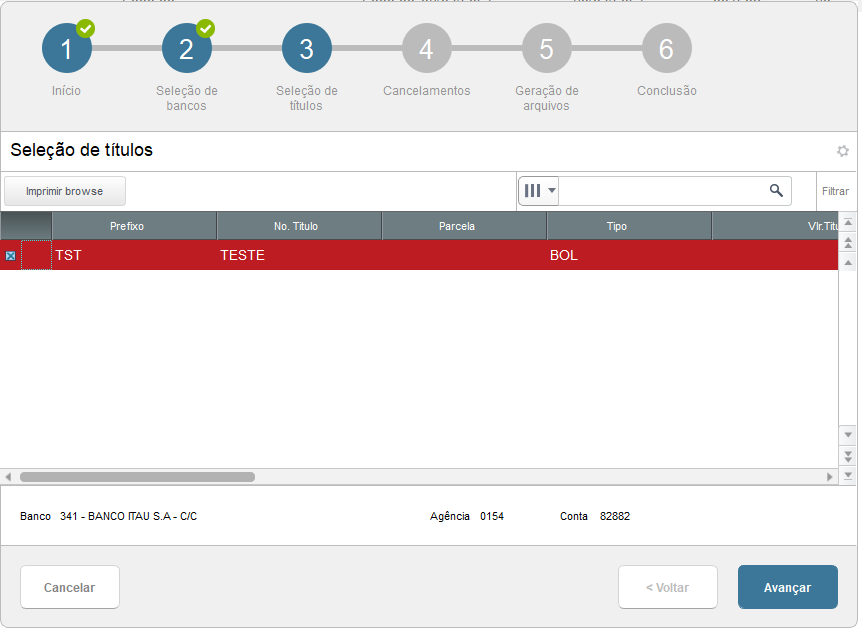 1 2 3 4 5 6
Início
Seleção de
bancos
Seleção de
títulos
Cancelamentos
Geração de
arquivos
Conclusão
Seleção de títulos
Imprimir browse
Filtrar
Prefixo No. Titulo Parcela Tipo Vlr.Titu
TST TESTE BOL
Banco 341 - BANCO ITAU S.A - C/C Agência 0154 Conta 82882
Cancelar < Voltar Avançar